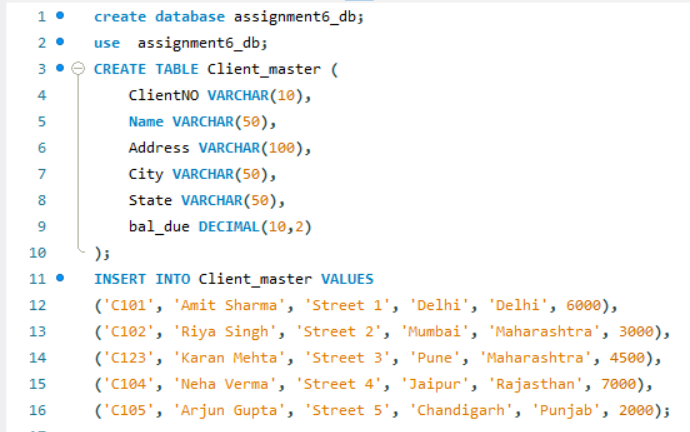 1 create database assignment6_db;
2 use  assignment6_db;
3 CREATE TABLE Client_master (
4     ClientNO VARCHAR(10),
5     Name VARCHAR(50),
6     Address VARCHAR(100),
7     City VARCHAR(50),
8     State VARCHAR(50),
9     bal_due DECIMAL(10,2)
10 );
11 INSERT INTO Client_master VALUES
12 ('C101', 'Amit Sharma', 'Street 1', 'Delhi', 'Delhi', 6000),
13 ('C102', 'Riya Singh', 'Street 2', 'Mumbai', 'Maharashtra', 3000),
14 ('C123', 'Karan Mehta', 'Street 3', 'Pune', 'Maharashtra', 4500),
15 ('C104', 'Neha Verma', 'Street 4', 'Jaipur', 'Rajasthan', 7000),
16 ('C105', 'Arjun Gupta', 'Street 5', 'Chandigarh', 'Punjab', 2000);